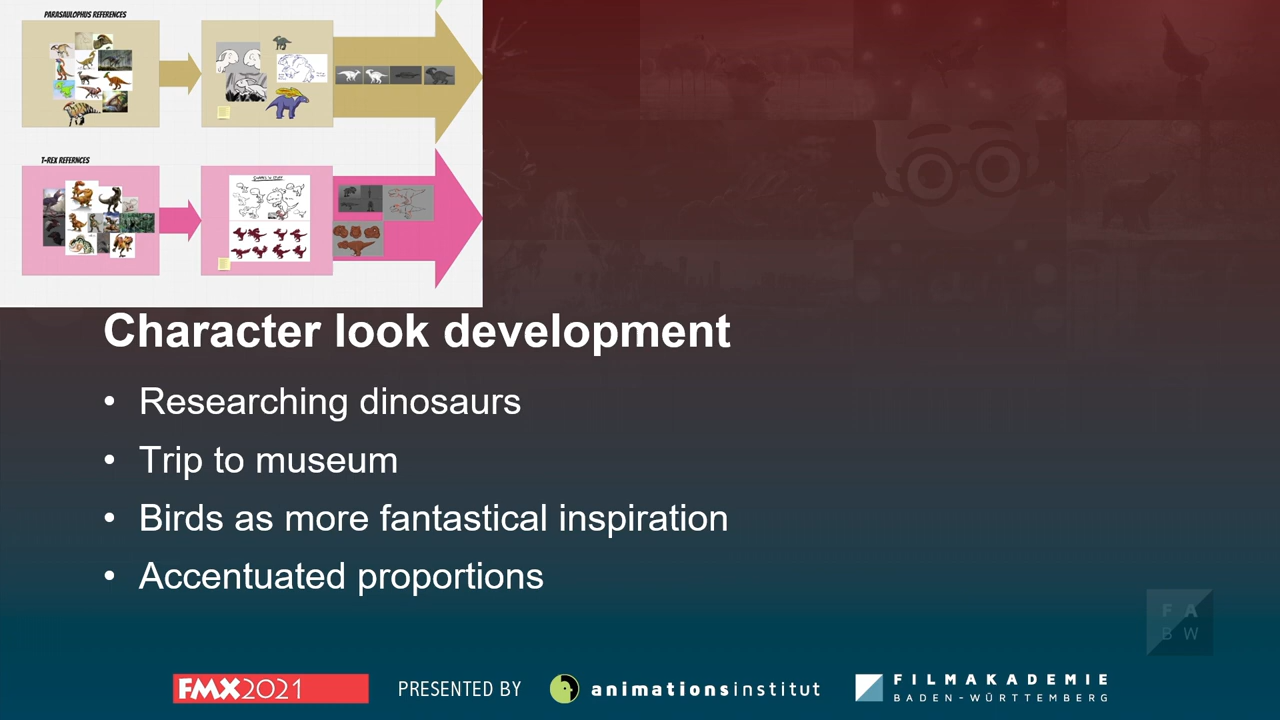 PARASAULOPHUS REFERENCES
T-REX REFERNCES
Character look development
• Researching dinosaurs
• Trip to museum
• Birds as more fantastical inspiration
• Accentuated proportions
F A
B W
FMX2021 PRESENTED BY animationsinstitut FILMAKADEMIE
BADEN-WÜRTTEMBERG